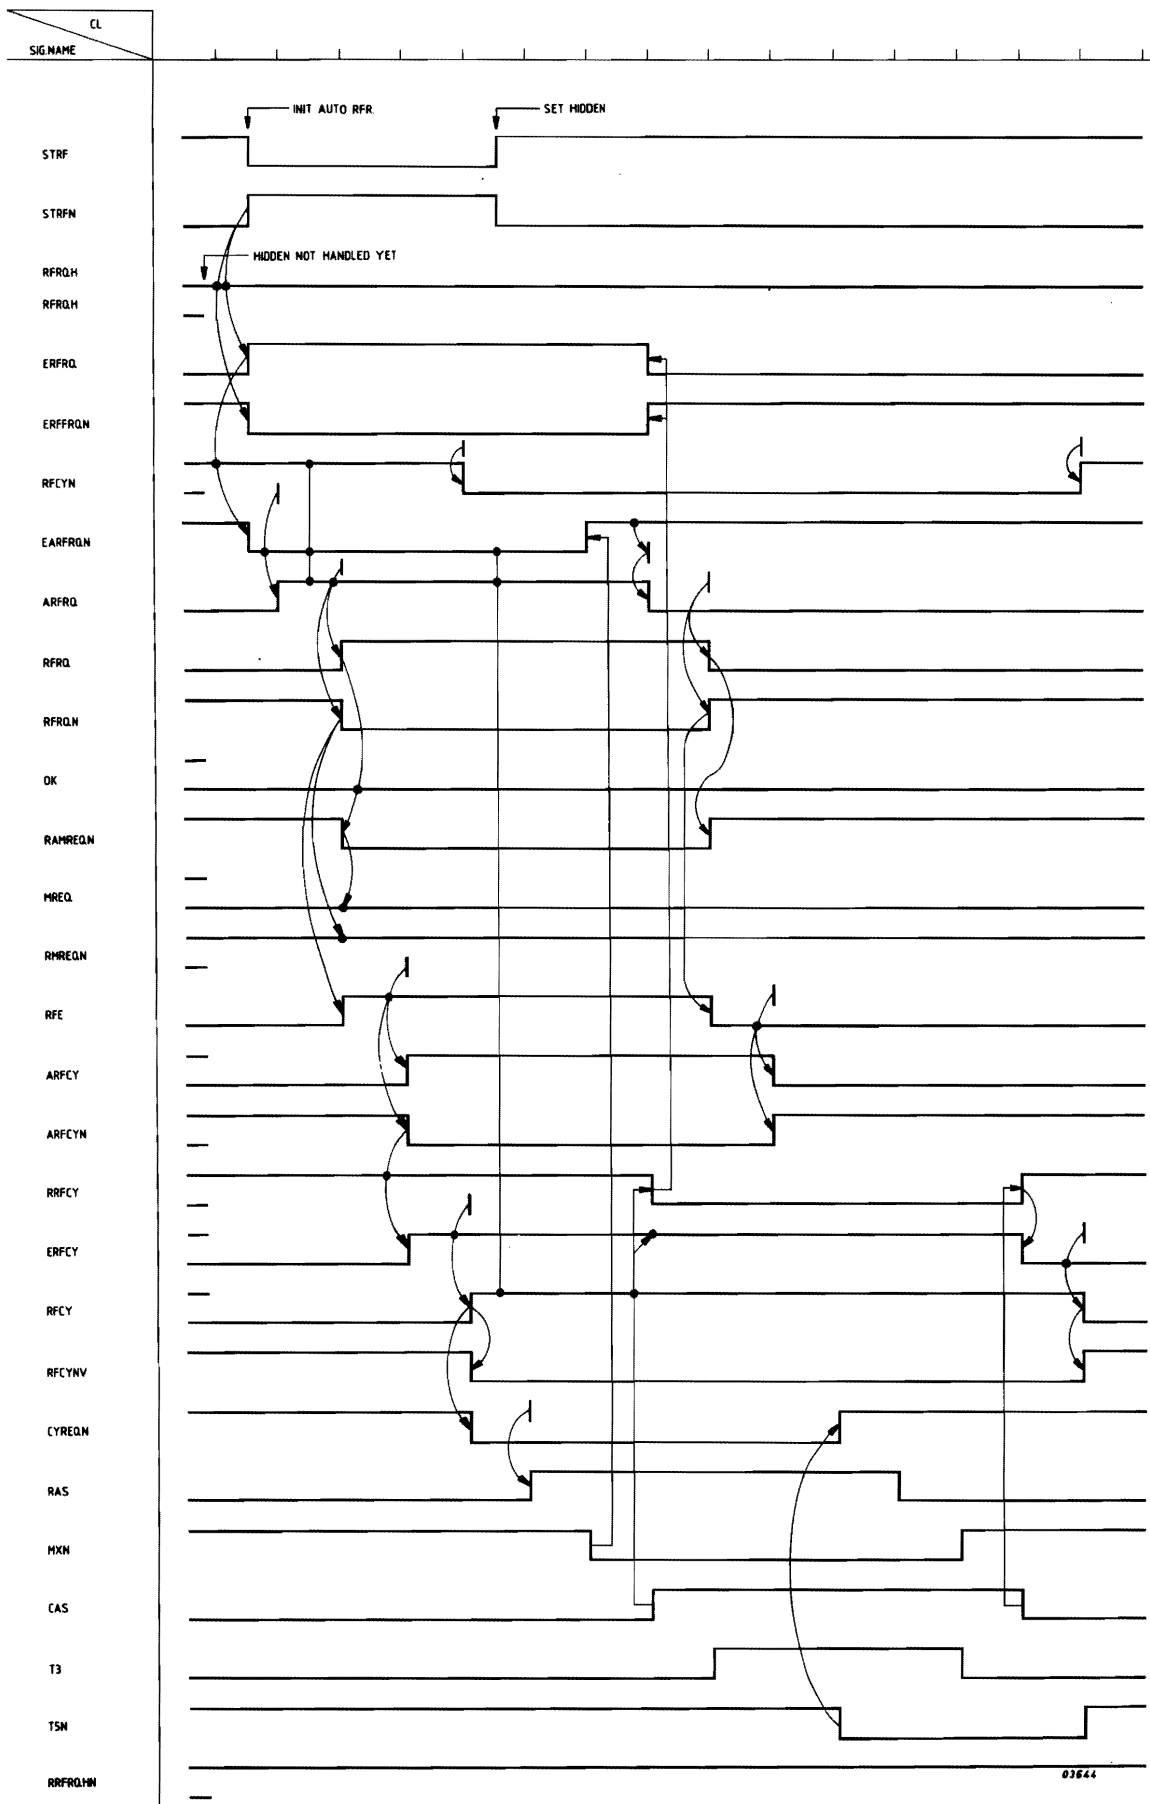 CL
SIG.NAME
INIT AUTO RFR.
SET HIDDEN
STRF
STRFN
HIDDEN NOT HANDLED YET
RFRQ.H
RFRQ.H
ERFRQ.
ERFFRQ.N
RFCYN
EARFRQ.N
ARFRQ.
RFRQ.
RFRQ.N
OK
RAMREQ.N
MREQ.
RMREQ.N
RFE
ARFCY
ARFCYN
RRFCY
ERFCY
RFCY
RFCYNV
CYREQ.N
RAS
MXN
CAS
T3
T5N
03644
RRFRQ.HN